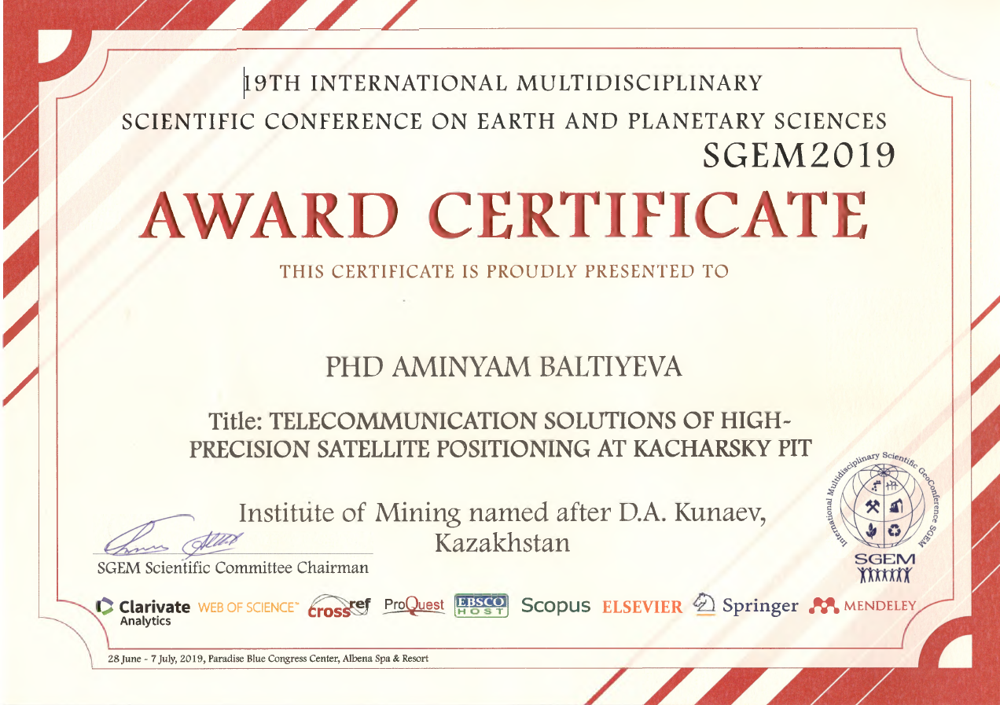 19TH INTERNATIONAL MULTIDISCIPLINARY
SCIENTIFIC CONFERENCE ON EARTH AND PLANETARY SCIENCES
SGEM2019
AWARD CERTIFICATE
THIS CERTIFICATE IS PROUDLY PRESENTED TO
PHD AMINYAM BALTIYEVA
Title: TELECOMMUNICATION SOLUTIONS OF HIGH-
PRECISION SATELLITE POSITIONING AT KACHARSKY PIT
Institute of Mining named after D.A. Kunaev,
Kazakhstan
SGEM Scientific Committee Chairman
International Multidisciplinary Scientific GeoConference SGEM
SGEM
Clarivate Analytics WEB OF SCIENCE™ crossref ProQuest EBSCO HOST Scopus ELSEVIER Springer MENDELEY
28 June - 7 July, 2019, Paradise Blue Congress Center, Albena Spa & Resort